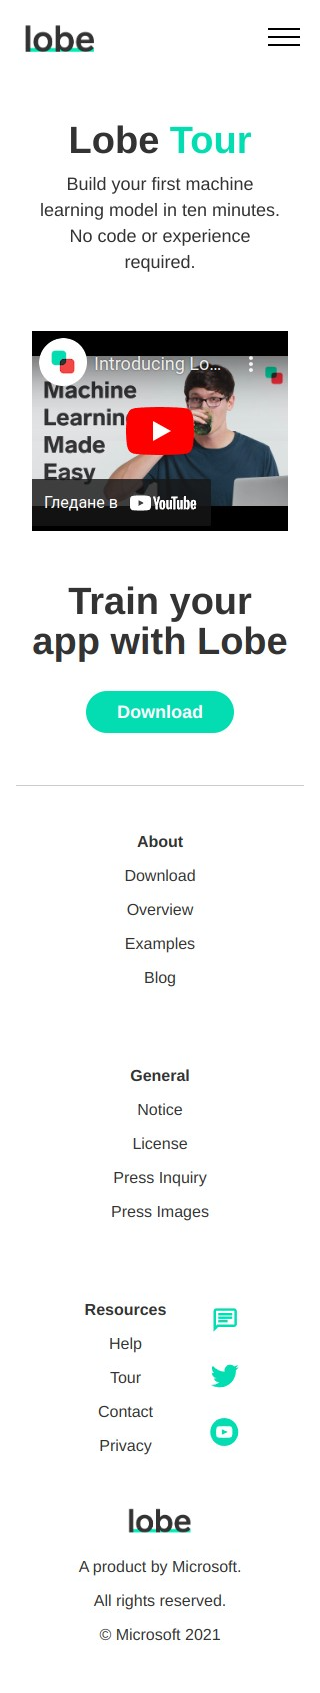 lobe
Lobe Tour
Build your first machine
learning model in ten minutes.
No code or experience
required.
Introducing Lo...
Machine
Learnin
Made
Easy
Гледане в YouTube
Train your
app with Lobe
Download
About
Download
Overview
Examples
Blog
General
Notice
License
Press Inquiry
Press Images
Resources
Help
Tour
Contact
Privacy
lobe
A product by Microsoft.
All rights reserved.
© Microsoft 2021